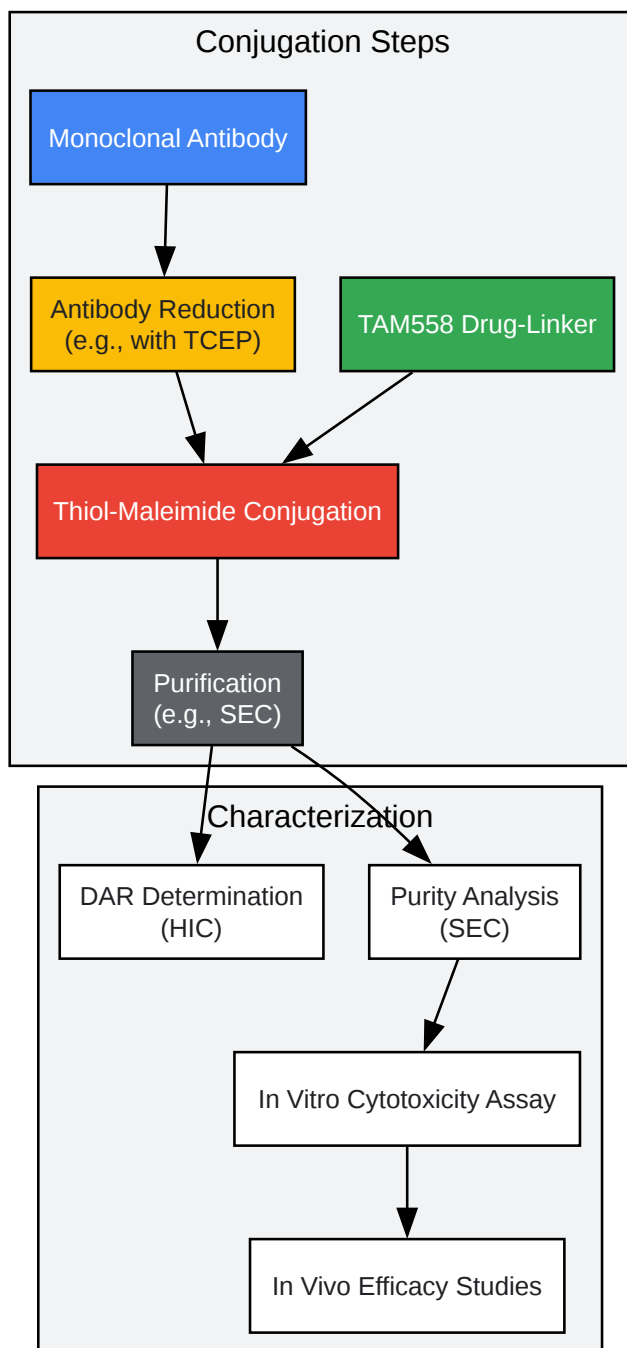 Conjugation Steps
Monoclonal Antibody
Antibody Reduction
(e.g., with TCEP)
TAM558 Drug-Linker
Thiol-Maleimide Conjugation
Purification
(e.g., SEC)
Characterization
DAR Determination
(HIC)
Purity Analysis
(SEC)
In Vitro Cytotoxicity Assay
In Vivo Efficacy Studies